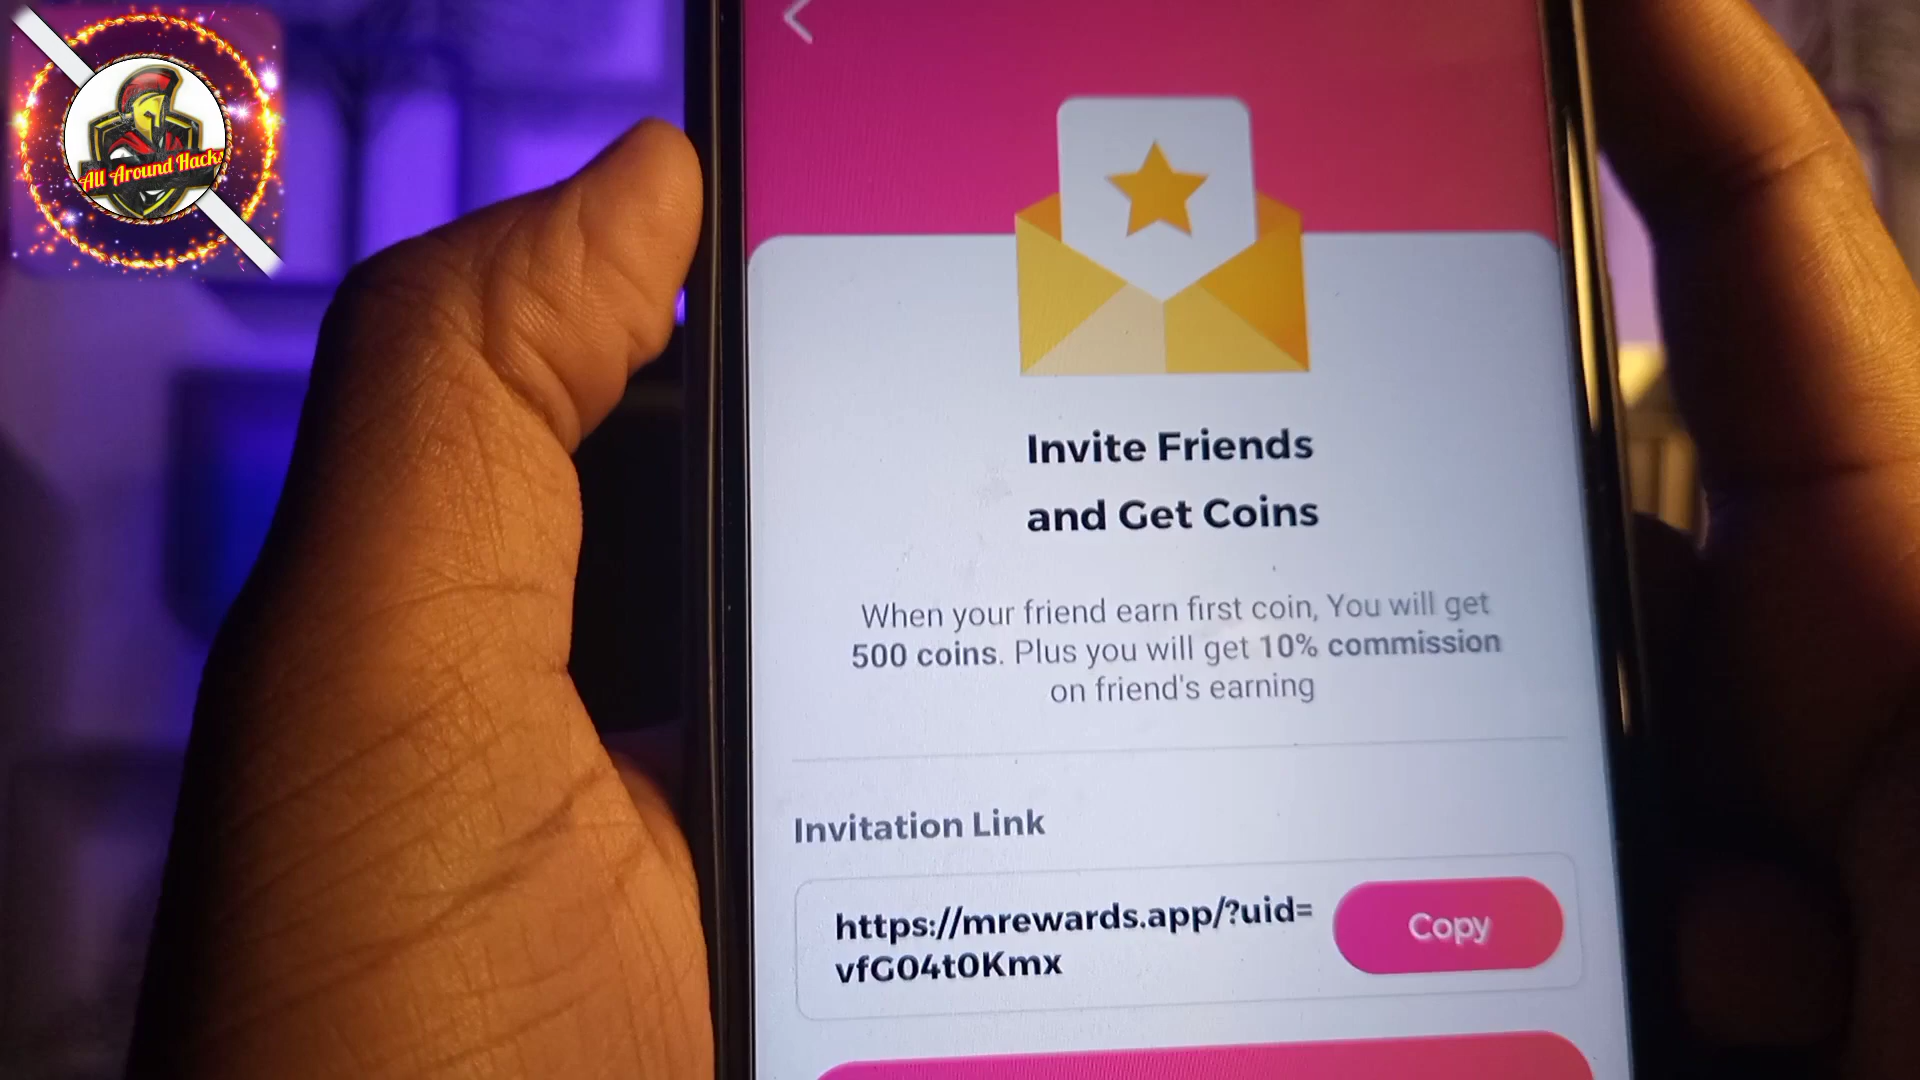 All Around Hacks
Invite Friends
and Get Coins
When your friend earn first coin, You will get
500 coins. Plus you will get 10% commission
on friend's earning
Invitation Link
https://mrewards.app/?uid=
vfG04t0Kmx
Copy